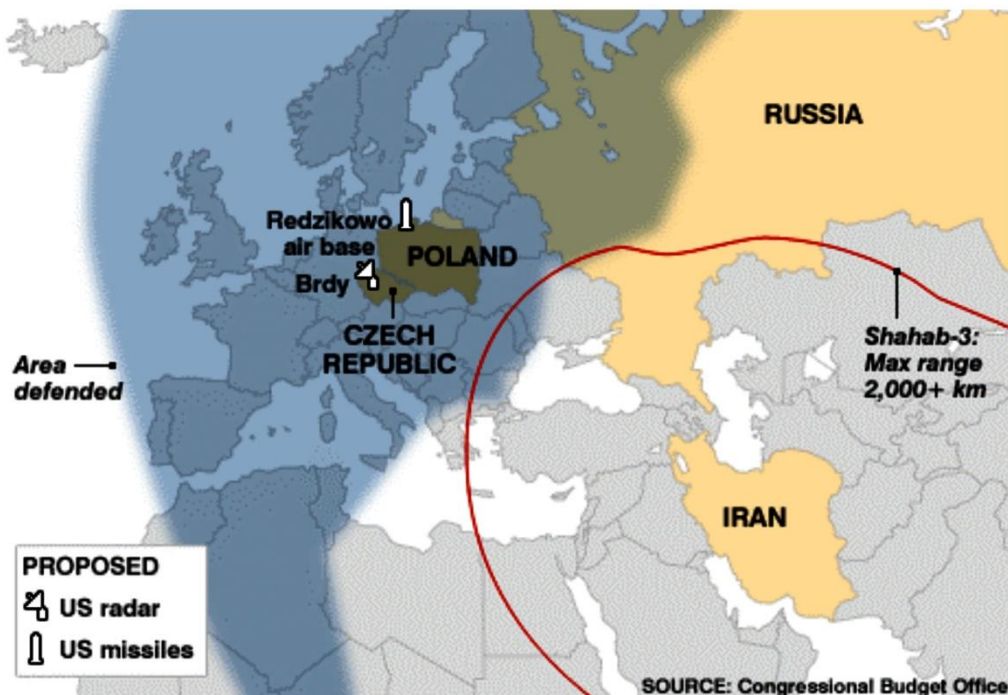 RUSSIA
Redzikowo
air base
POLAND
Brdy
CZECH
REPUBLIC
Area
defended
Shahab-3:
Max range
2,000+ km
IRAN
PROPOSED
US radar
US missiles
SOURCE: Congressional Budget Office